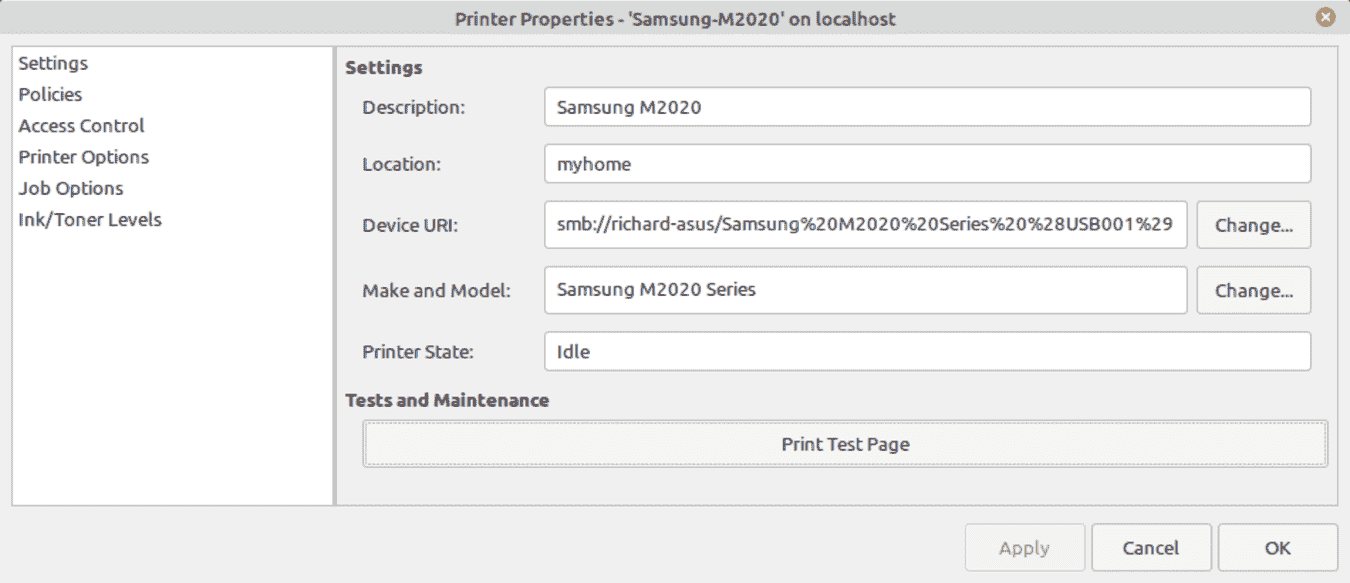 Printer Properties - 'Samsung-M2020' on localhost
Settings
Policies
Access Control
Printer Options
Job Options
Ink/Toner Levels
Settings
Description: Samsung M2020
Location: myhome
Device URI: smb://richard-asus/Samsung%20M2020%20Series%20%28USB001%29 Change...
Make and Model: Samsung M2020 Series Change...
Printer State: Idle
Tests and Maintenance
Print Test Page
Apply Cancel OK